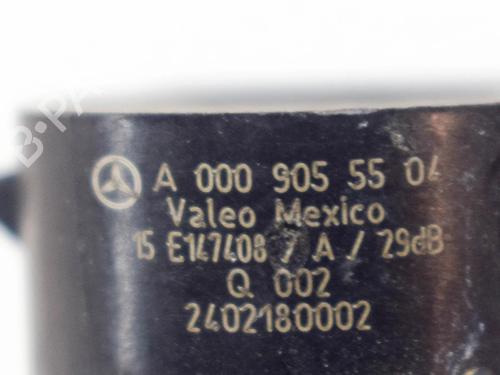 A 000 905 55 04
Valeo Mexico
15 E147408 / A / 29dB
Q 002
2402180002